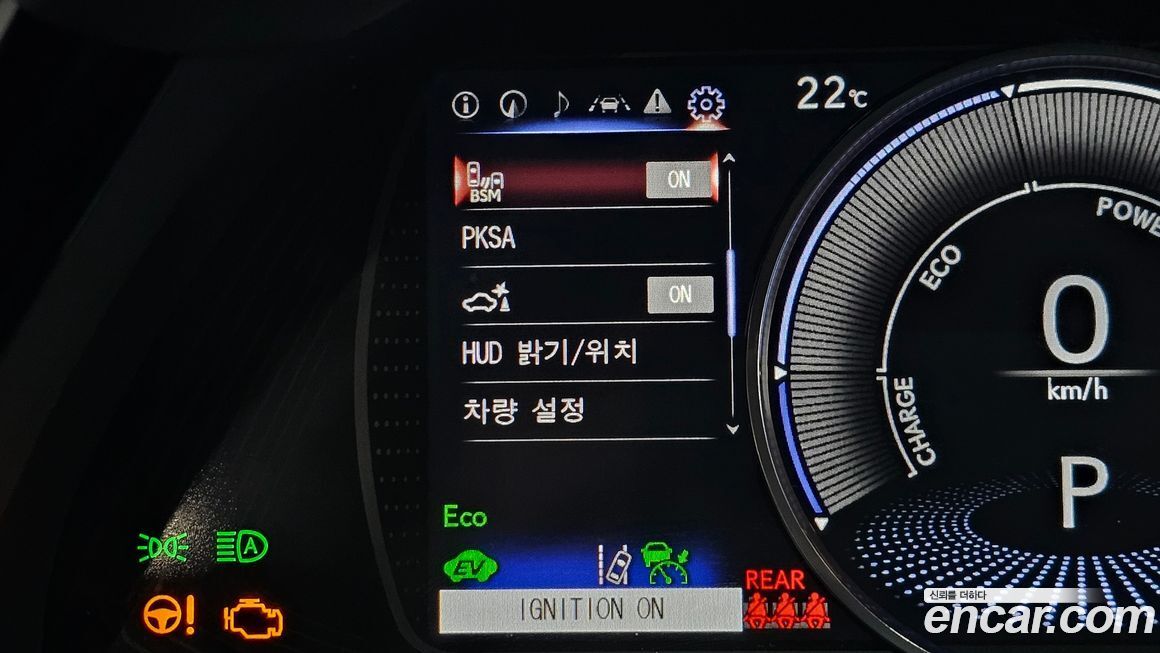 22℃
BSM
ON
PKSA
ON
HUD 밝기/위치
차량 설정
POWE
ECO
CHARGE
0
km/h
P
Eco
EV
A
REAR
IGNITION ON
신뢰를 더하다
encar.com